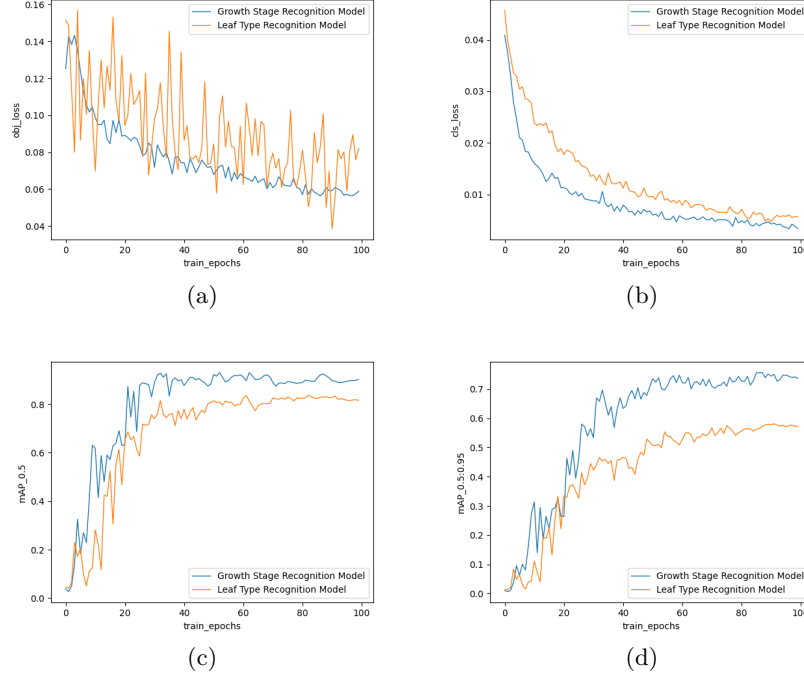 Growth Stage Recognition Model
Leaf Type Recognition Model
0.16
0.14
0.12
0.10
0.08
0.06
0.04
obj_loss
0 20 40 60 80 100
train_epochs
(a)
Growth Stage Recognition Model
Leaf Type Recognition Model
0.04
0.03
0.02
0.01
cls_loss
0 20 40 60 80 100
train_epochs
(b)
0.8
0.6
0.4
0.2
0.0
mAP_0.5
Growth Stage Recognition Model
Leaf Type Recognition Model
0 20 40 60 80 100
train_epochs
(c)
0.7
0.6
0.5
0.4
0.3
0.2
0.1
0.0
mAP_0.5:0.95
Growth Stage Recognition Model
Leaf Type Recognition Model
0 20 40 60 80 100
train_epochs
(d)